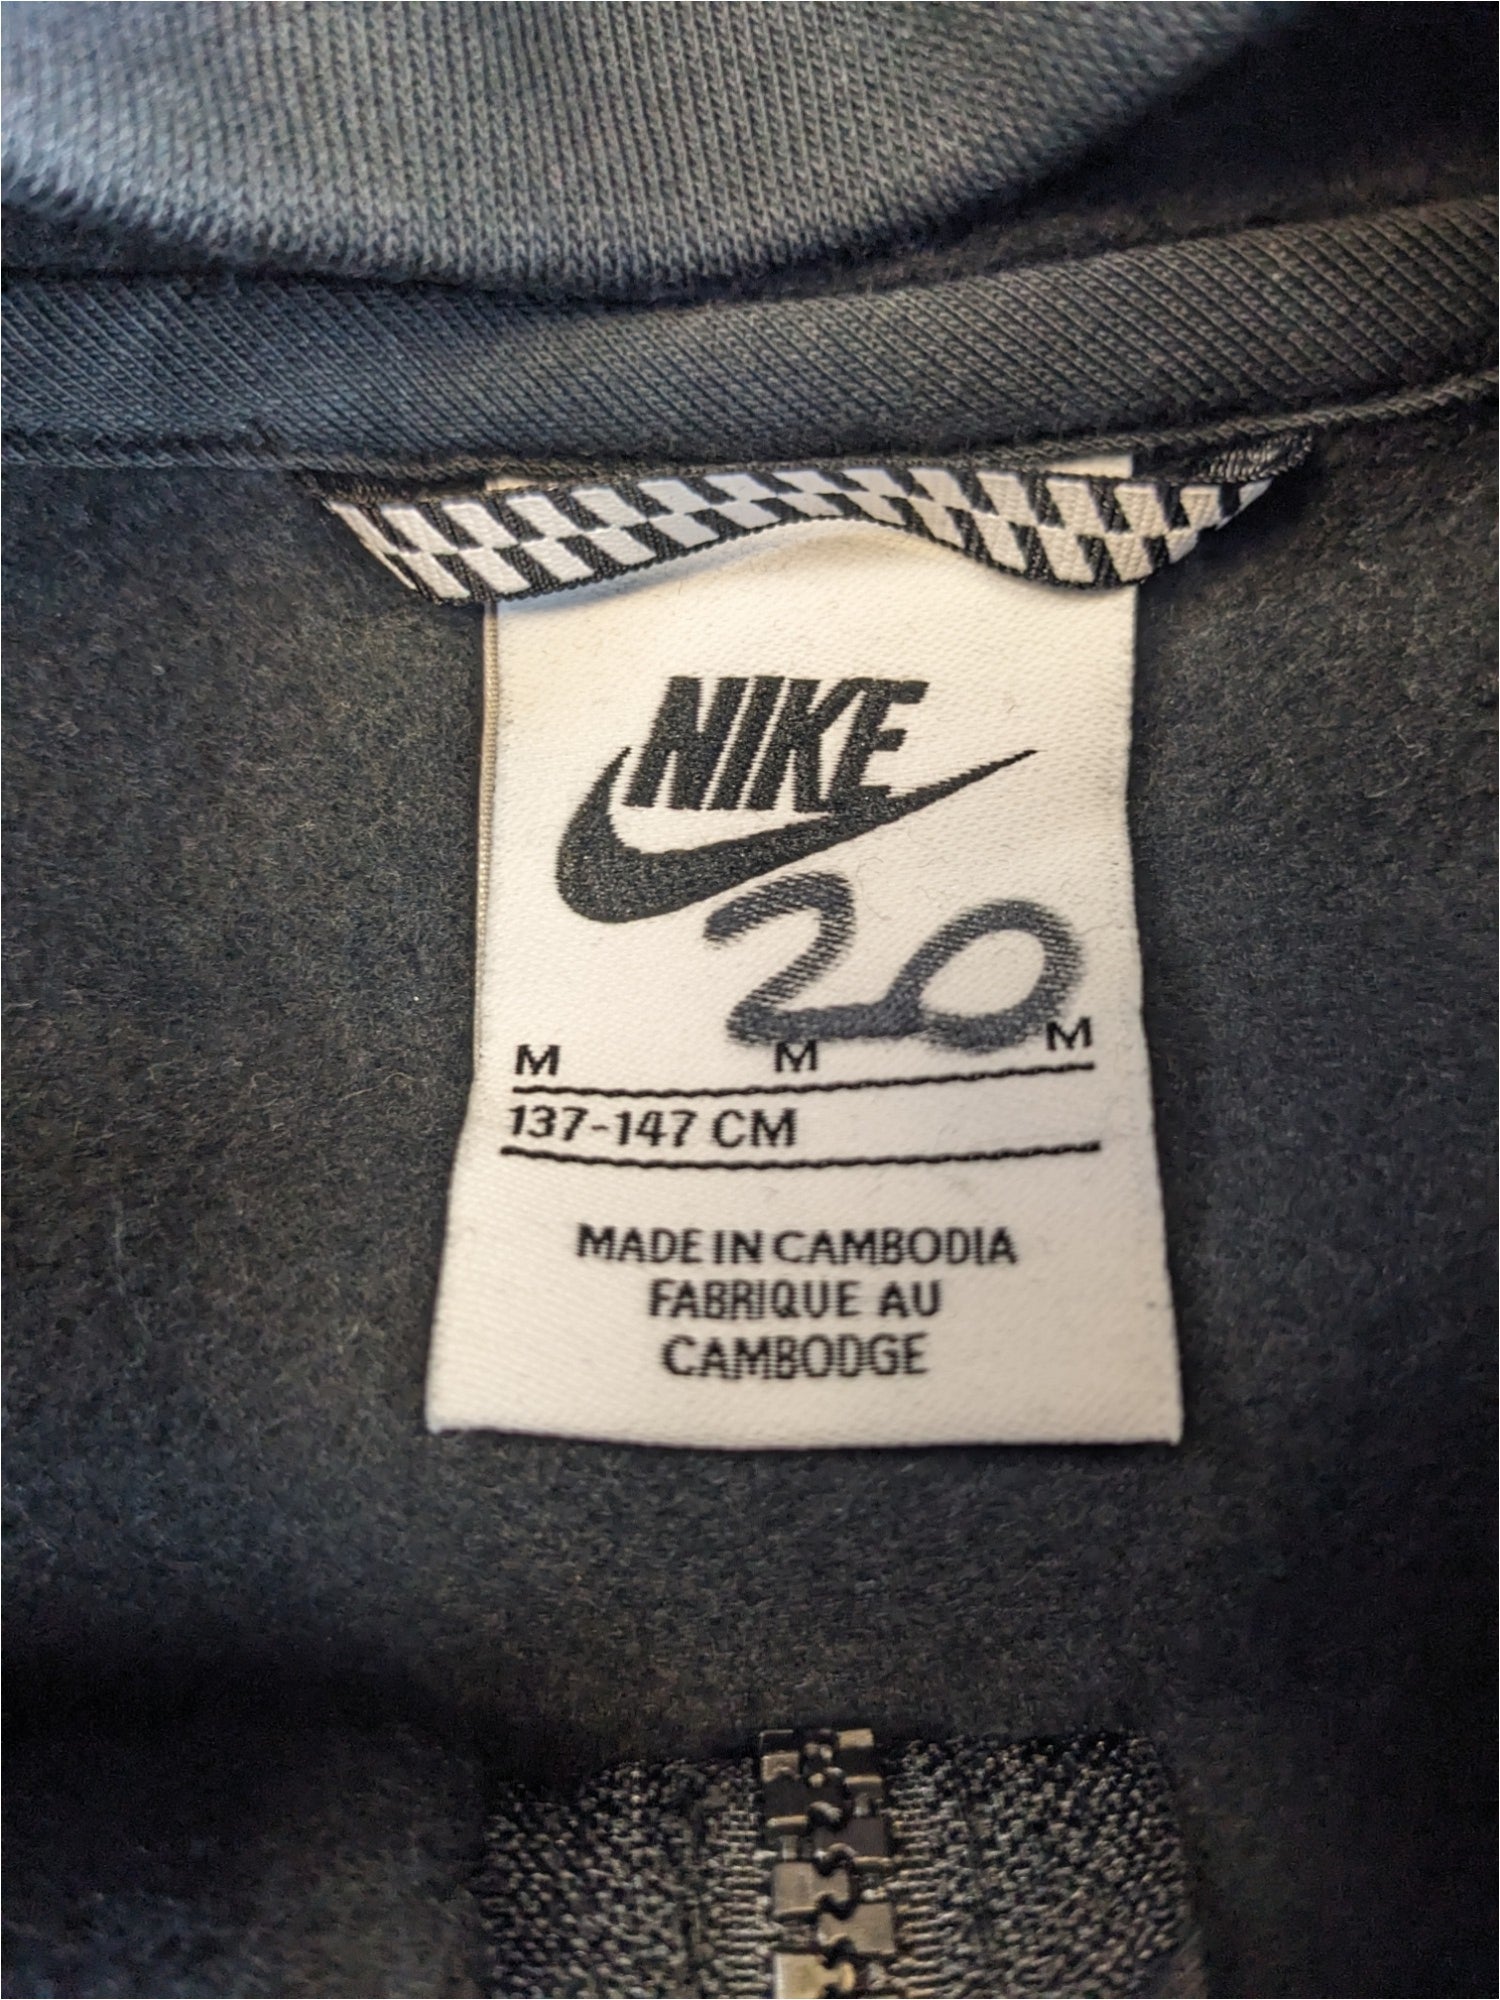 NIKE
20
M M M
137-147 CM
MADE IN CAMBODIA
FABRIQUE AU
CAMBODGE